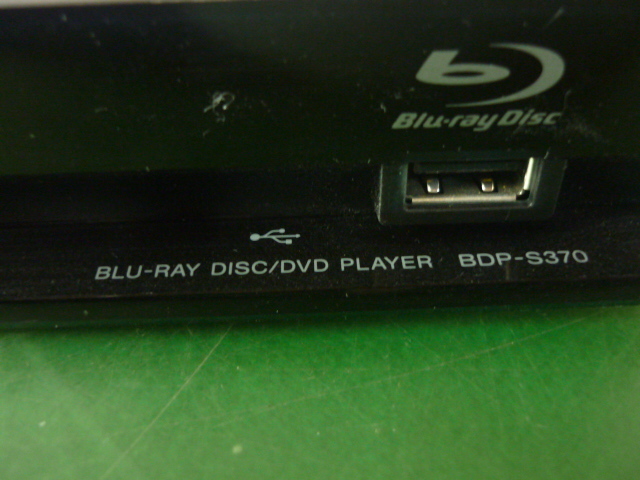 Blu-ray Disc
BLU-RAY DISC/DVD PLAYER BDP-S370